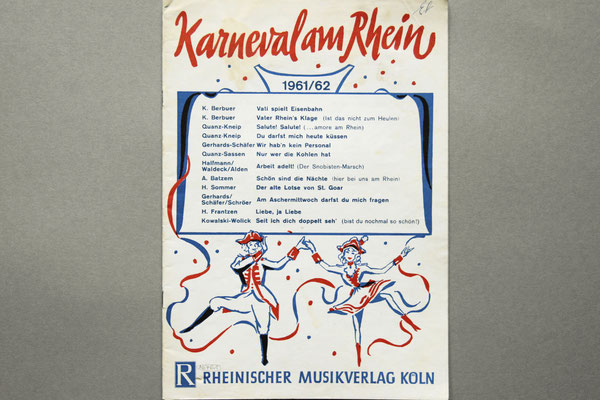 Karneval am Rhein
1961/62
K. Berbuer Vati spielt Eisenbahn
K. Berbuer Vater Rhein's Klage (Ist das nicht zum Heulen)
Quanz-Kneip Salute! Salute! (...amore am Rhein)
Quanz-Kneip Du darfst mich heute küssen
Gerhards-Schäfer Wir hab'n kein Personal
Quanz-Sassen Nur wer die Kohlen hat
Halfmann/
Waldeck/Alden Arbeit adelt! (Der Snobisten-Marsch)
A. Batzem Schön sind die Nächte (hier bei uns am Rhein)
H. Sommer Der alte Lotse von St. Goar
Gerhards/
Schäfer/Schröer Am Aschermittwoch darfst du mich fragen
H. Frantzen Liebe, ja Liebe
Kowalski-Wolick Seit ich dich doppelt seh' (bist du nochmal so schön!)
R RHEINISCHER MUSIKVERLAG KÖLN